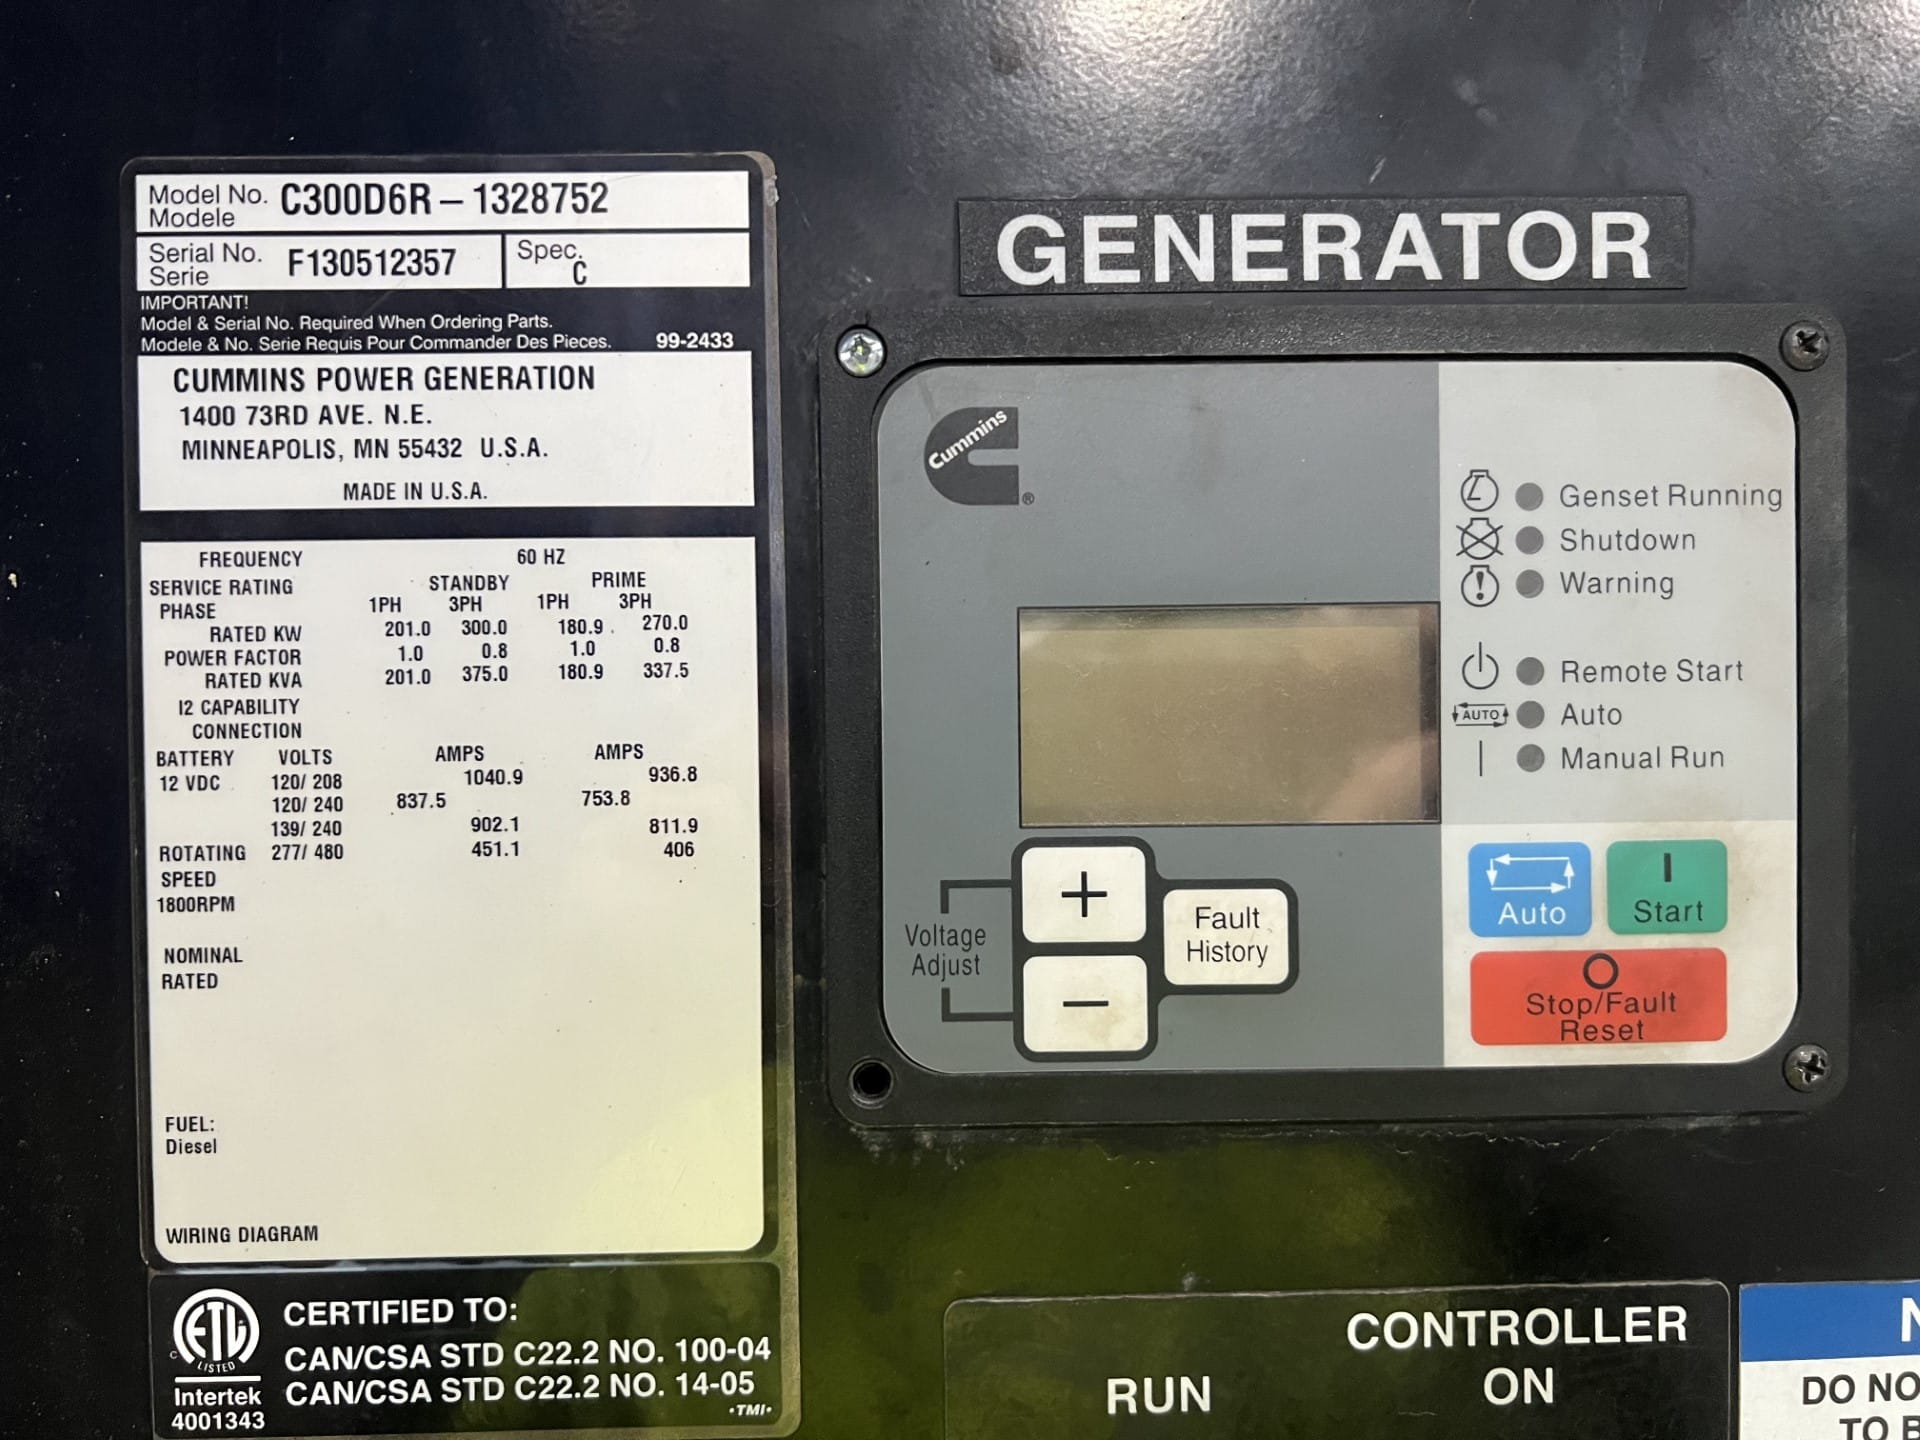 Model No. C300D6R – 1328752
Modele
Serial No. F130512357 Spec. C
Serie
IMPORTANT!
Model & Serial No. Required When Ordering Parts.
Modele & No. Serie Requis Pour Commander Des Pieces. 99-2433
CUMMINS POWER GENERATION
1400 73RD AVE. N.E.
MINNEAPOLIS, MN 55432 U.S.A.
MADE IN U.S.A.
FREQUENCY 60 HZ
SERVICE RATING STANDBY PRIME
PHASE 1PH 3PH 1PH 3PH
RATED KW 201.0 300.0 180.9 270.0
POWER FACTOR 1.0 0.8 1.0 0.8
RATED KVA 201.0 375.0 180.9 337.5
I2 CAPABILITY
CONNECTION
BATTERY VOLTS AMPS AMPS
12 VDC 120/ 208 1040.9 936.8
120/ 240 837.5 753.8
139/ 240 902.1 811.9
ROTATING 277/ 480 451.1 406
SPEED
1800RPM
NOMINAL
RATED
FUEL:
Diesel
WIRING DIAGRAM
ETL
C LISTED
Intertek
4001343
CERTIFIED TO:
CAN/CSA STD C22.2 NO. 100-04
CAN/CSA STD C22.2 NO. 14-05
•TMI•
GENERATOR
Cummins
®
Genset Running
Shutdown
Warning
Remote Start
AUTO Auto
Manual Run
Voltage
Adjust
+
−
Fault
History
Auto
Start
Stop/Fault
Reset
CONTROLLER
RUN ON
DO NO
TO B